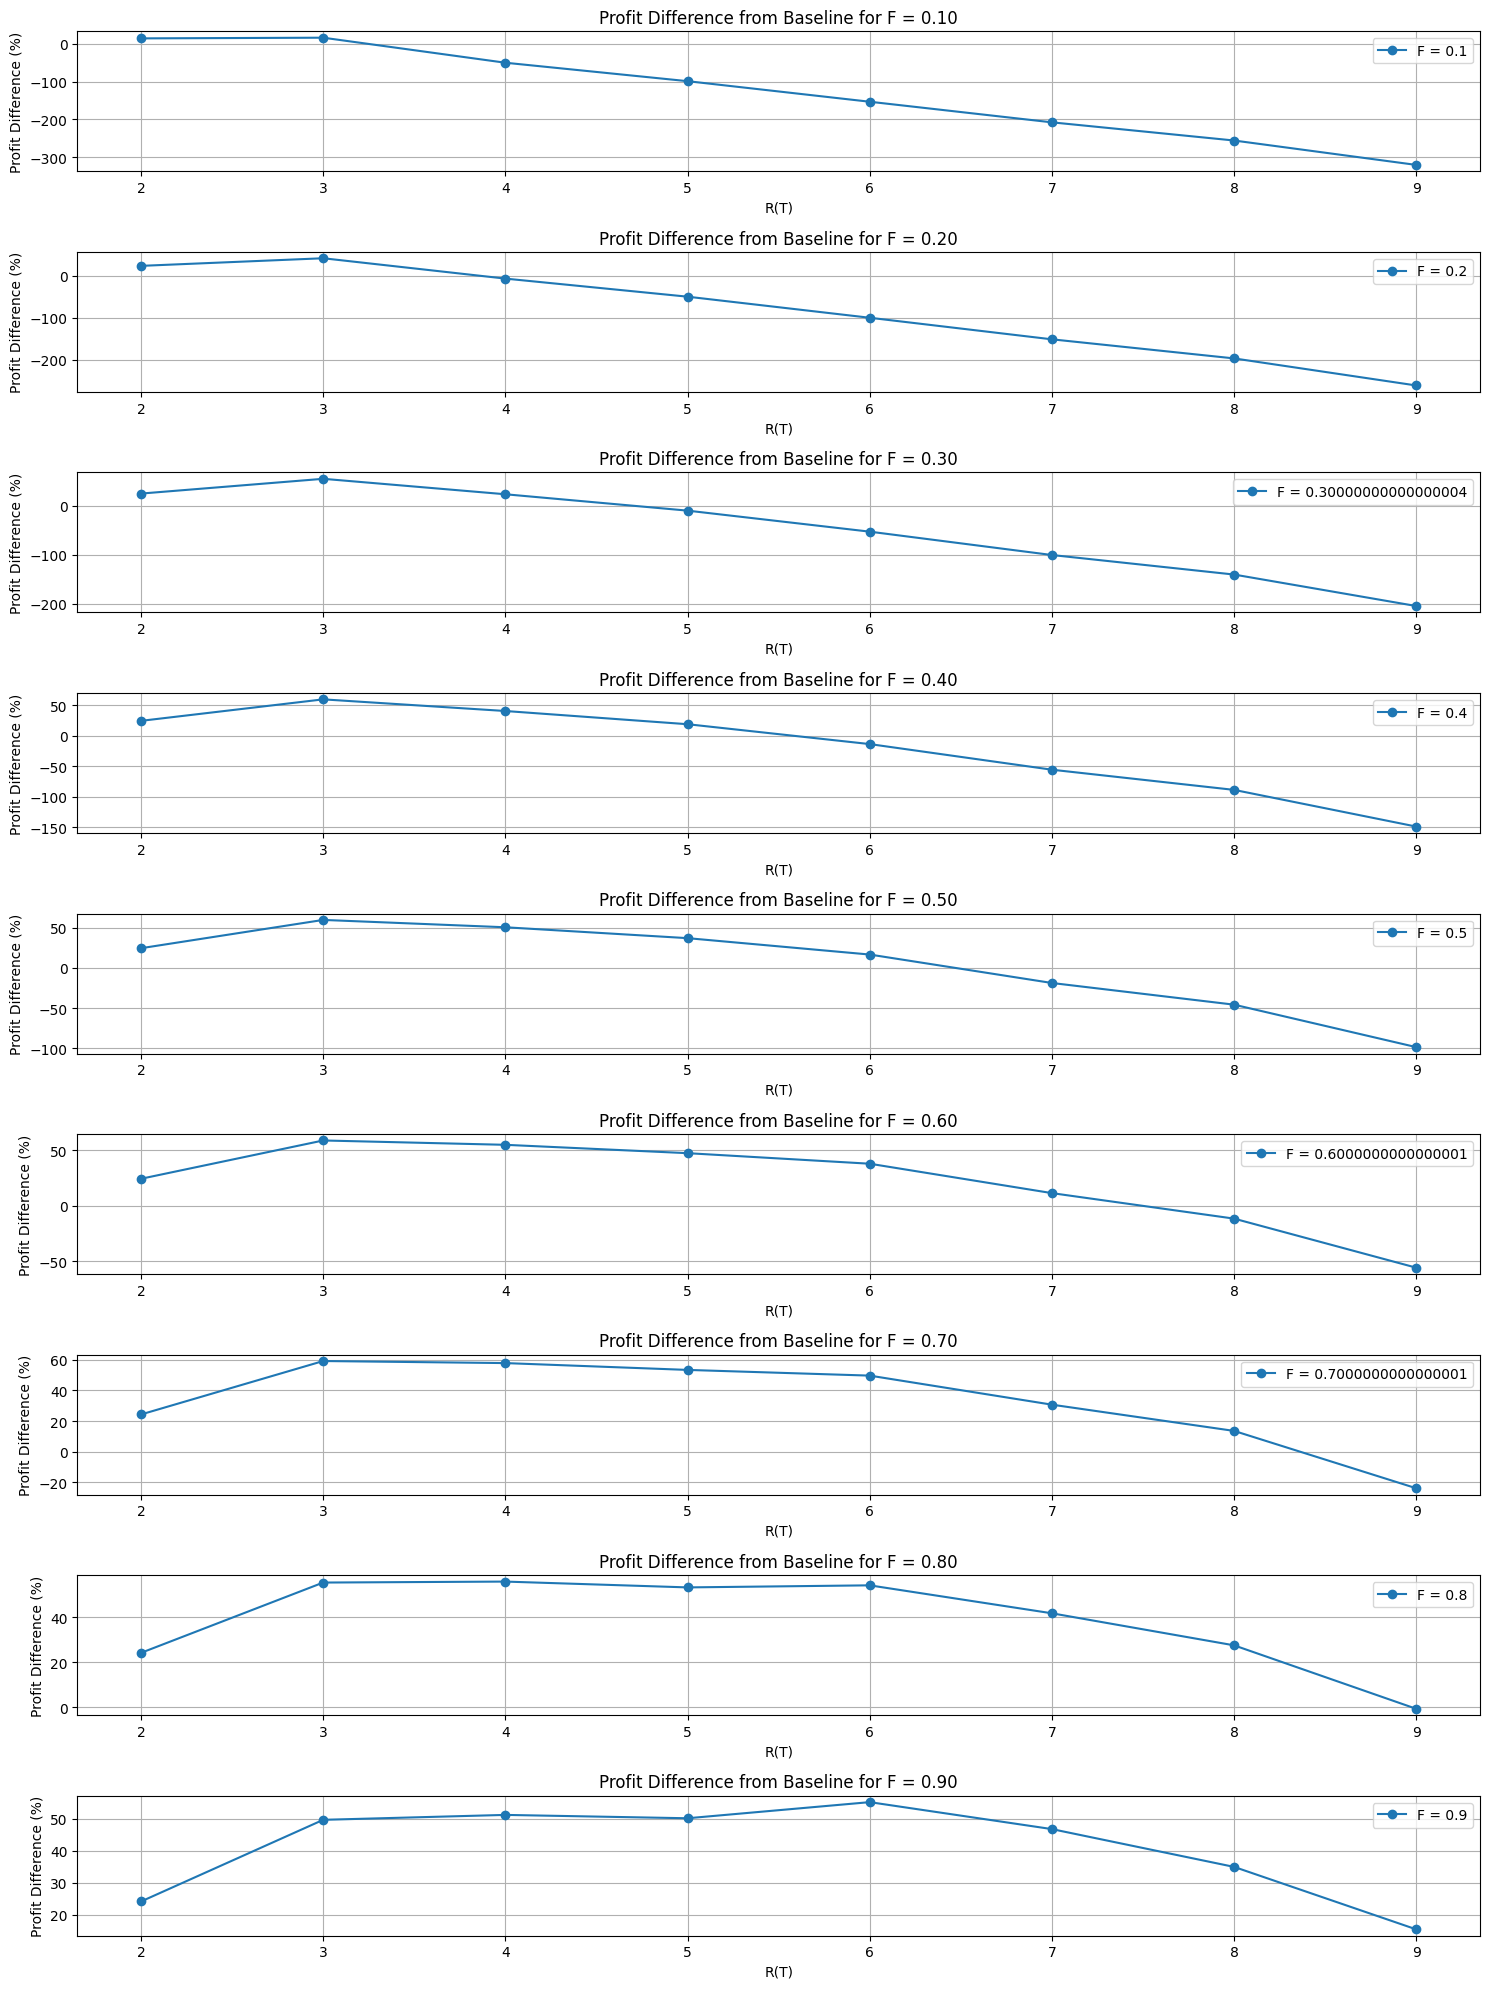 Profit Difference from Baseline for F = 0.10
Profit Difference (%)
0
−100
−200
−300
F = 0.1
2 3 4 5 6 7 8 9
R(T)
Profit Difference from Baseline for F = 0.20
Profit Difference (%)
0
−100
−200
F = 0.2
2 3 4 5 6 7 8 9
R(T)
Profit Difference from Baseline for F = 0.30
Profit Difference (%)
0
−100
−200
F = 0.30000000000000004
2 3 4 5 6 7 8 9
R(T)
Profit Difference from Baseline for F = 0.40
Profit Difference (%)
50
0
−50
−100
−150
F = 0.4
2 3 4 5 6 7 8 9
R(T)
Profit Difference from Baseline for F = 0.50
Profit Difference (%)
50
0
−50
−100
F = 0.5
2 3 4 5 6 7 8 9
R(T)
Profit Difference from Baseline for F = 0.60
Profit Difference (%)
50
0
−50
F = 0.6000000000000001
2 3 4 5 6 7 8 9
R(T)
Profit Difference from Baseline for F = 0.70
Profit Difference (%)
60
40
20
0
−20
F = 0.7000000000000001
2 3 4 5 6 7 8 9
R(T)
Profit Difference from Baseline for F = 0.80
Profit Difference (%)
40
20
0
F = 0.8
2 3 4 5 6 7 8 9
R(T)
Profit Difference from Baseline for F = 0.90
Profit Difference (%)
50
40
30
20
F = 0.9
2 3 4 5 6 7 8 9
R(T)